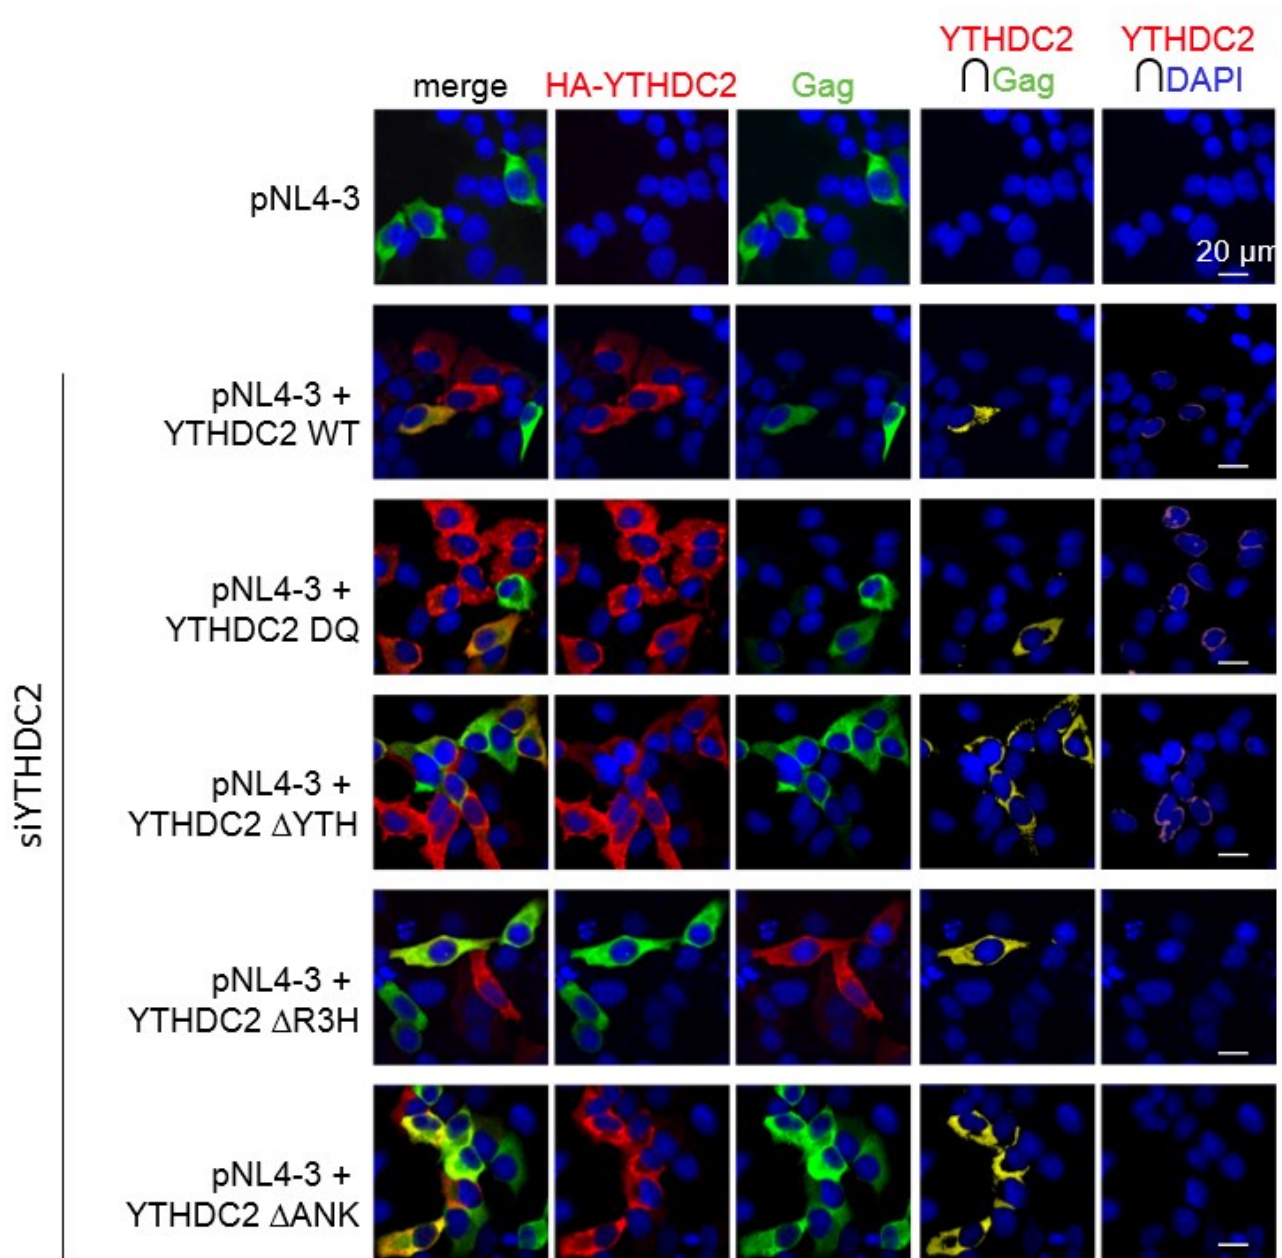 YTHDC2
∩Gag
YTHDC2
∩DAPI
merge
HA-YTHDC2
Gag
pNL4-3
20 µm
siYTHDC2
pNL4-3 +
YTHDC2 WT
pNL4-3 +
YTHDC2 DQ
pNL4-3 +
YTHDC2 ΔYTH
pNL4-3 +
YTHDC2 ΔR3H
pNL4-3 +
YTHDC2 ΔANK